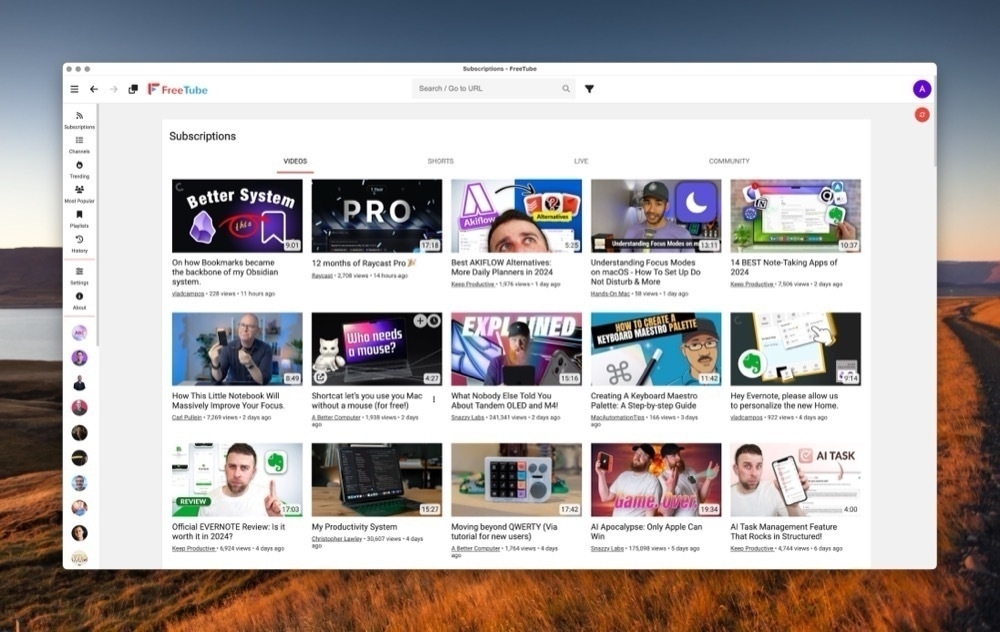 Subscriptions - FreeTube
FreeTube
Search / Go to URL
A
Subscriptions
Channels
Trending
Most Popular
Playlists
History
Settings
About
Subscriptions
VIDEOS
SHORTS
LIVE
COMMUNITY
Better System
this
9:01
On how Bookmarks became
the backbone of my Obsidian
system.
vladcampos • 228 views • 11 hours ago
1 hour
PRO
17:18
12 months of Raycast Pro🎉
Raycast • 2,708 views • 14 hours ago
Akiflow
Alternatives
5:25
Best AKIFLOW Alternatives:
More Daily Planners in 2024
Keep Productive • 1,976 views • 1 day ago
Understanding Focus Modes on m
13:11
Understanding Focus Modes
on macOS - How To Set Up Do
Not Disturb & More
Hands-On Mac • 58 views • 1 day ago
10:37
14 BEST Note-Taking Apps of
2024
Keep Productive • 7,506 views • 2 days ago
8:49
How This Little Notebook Will
Massively Improve Your Focus.
Carl Pullein • 7,269 views • 2 days ago
Who needs
a mouse?
4:27
Shortcat let's you use you Mac
without a mouse (for free!)
A Better Computer • 1,938 views • 2 days
ago
EXPLAINED
15:16
What Nobody Else Told You
About Tandem OLED and M4!
Snazzy Labs • 241,341 views • 2 days ago
HOW TO CREATE A
KEYBOARD MAESTRO PALETTE
11:42
Creating A Keyboard Maestro
Palette: A Step-by-step Guide
MacAutomationTips • 166 views • 3 days
ago
9:14
Hey Evernote, please allow us
to personalize the new Home.
vladcampos • 922 views • 4 days ago
REVIEW
17:03
Official EVERNOTE Review: Is it
worth it in 2024?
Keep Productive • 6,924 views • 4 days ago
15:27
My Productivity System
Christopher Lawley • 30,607 views • 4 days
ago
17:42
Moving beyond QWERTY (Via
tutorial for new users)
A Better Computer • 1,764 views • 4 days
ago
Game over
19:34
AI Apocalypse: Only Apple Can
Win
Snazzy Labs • 175,098 views • 5 days ago
AI TASK
4:00
AI Task Management Feature
That Rocks in Structured!
Keep Productive • 4,744 views • 6 days ago